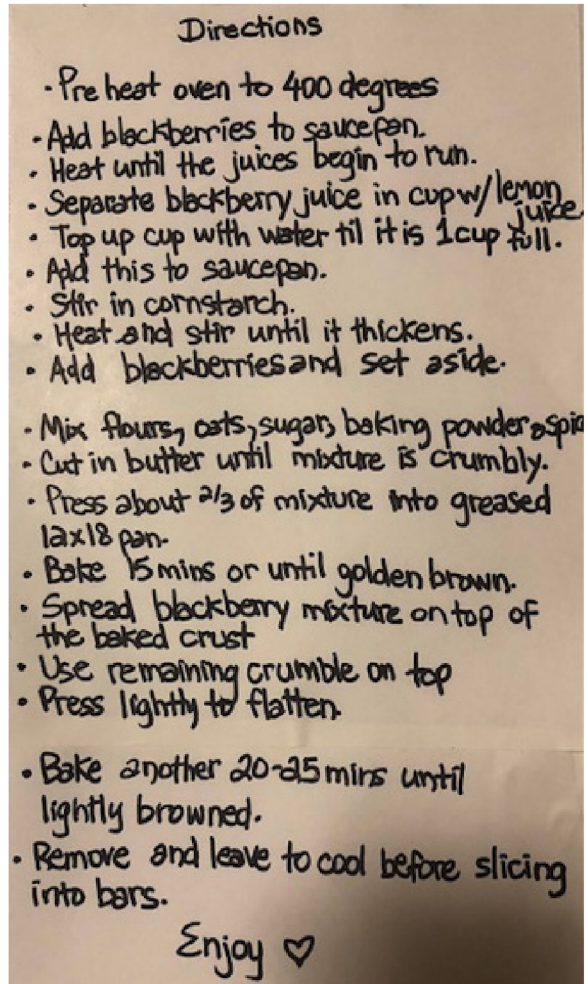 Directions
· Preheat oven to 400 degrees
· Add blackberries to saucepan.
· Heat until the juices begin to run.
· Separate blackberry juice in cup w/ lemon
juice
· Top up cup with water til it is 1 cup full.
· Add this to saucepan.
· Stir in cornstarch.
· Heat and stir until it thickens.
· Add blackberries and set aside.
· Mix flours, oats, sugar, baking powder, & spic
· Cut in butter until mixture is crumbly.
· Press about 2/3 of mixture into greased
12x18 pan.
· Bake 15 mins or until golden brown.
· Spread blackberry mixture on top of
the baked crust
· Use remaining crumble on top
· Press lightly to flatten.
· Bake another 20-25 mins until
lightly browned.
· Remove and leave to cool before slicing
into bars.
Enjoy ♡